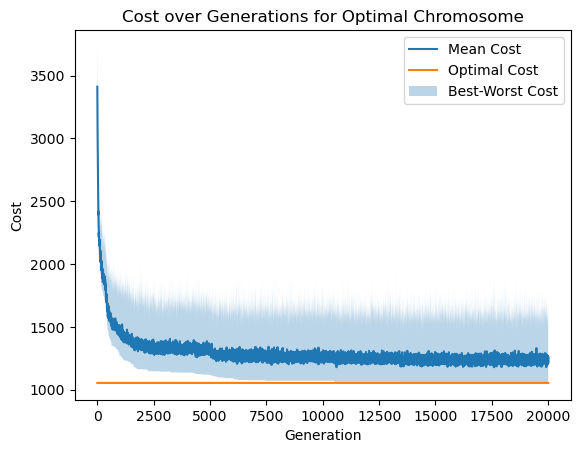 Cost over Generations for Optimal Chromosome
Mean Cost
Optimal Cost
Best-Worst Cost
3500
3000
2500
2000
1500
1000
Cost
0 2500 5000 7500 10000 12500 15000 17500 20000
Generation